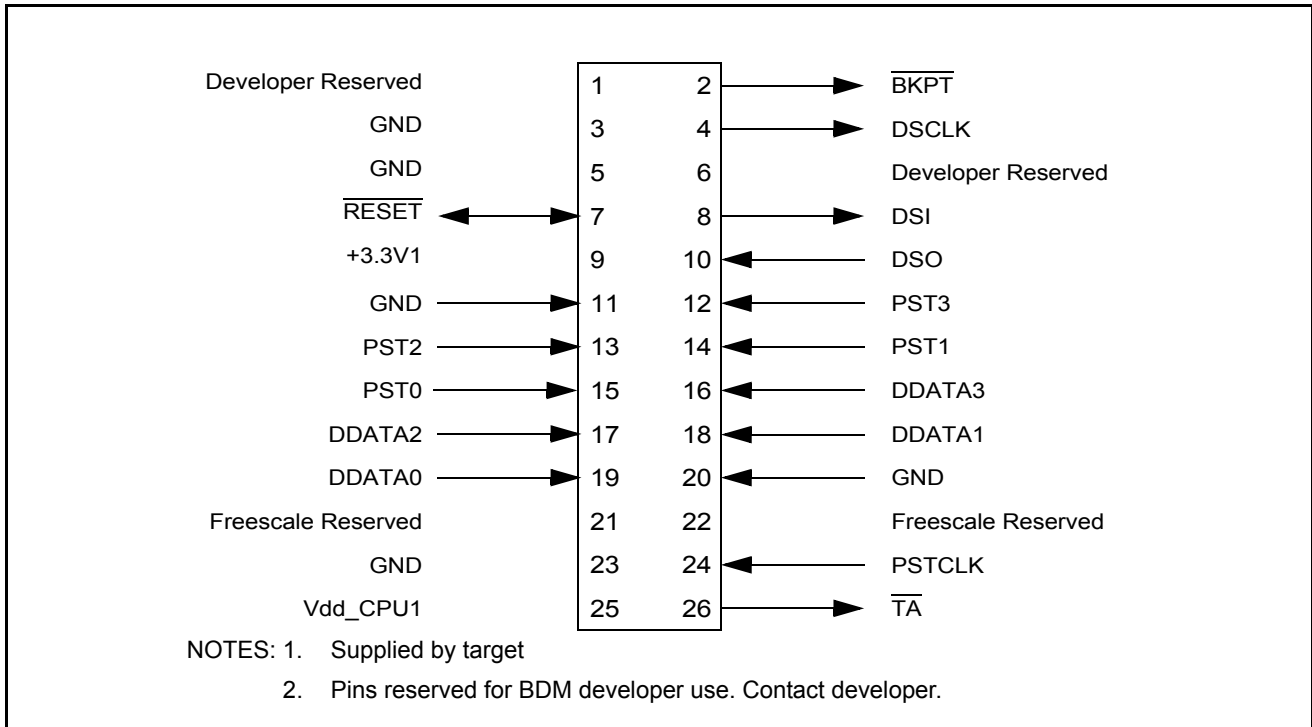 Developer Reserved 1 2 BKPT
GND 3 4 DSCLK
GND 5 6 Developer Reserved
RESET 7 8 DSI
+3.3V1 9 10 DSO
GND 11 12 PST3
PST2 13 14 PST1
PST0 15 16 DDATA3
DDATA2 17 18 DDATA1
DDATA0 19 20 GND
Freescale Reserved 21 22 Freescale Reserved
GND 23 24 PSTCLK
Vdd_CPU1 25 26 TA
NOTES: 1. Supplied by target
2. Pins reserved for BDM developer use. Contact developer.